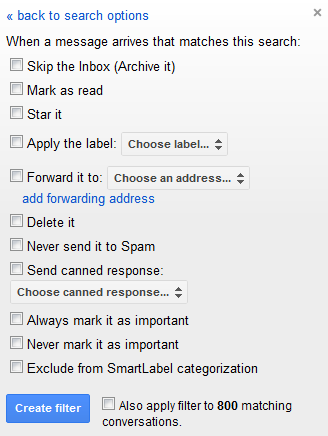 « back to search options
×
When a message arrives that matches this search:
Skip the Inbox (Archive it)
Mark as read
Star it
Apply the label: Choose label...
Forward it to: Choose an address...
add forwarding address
Delete it
Never send it to Spam
Send canned response:
Choose canned response...
Always mark it as important
Never mark it as important
Exclude from SmartLabel categorization
Create filter
Also apply filter to 800 matching
conversations.